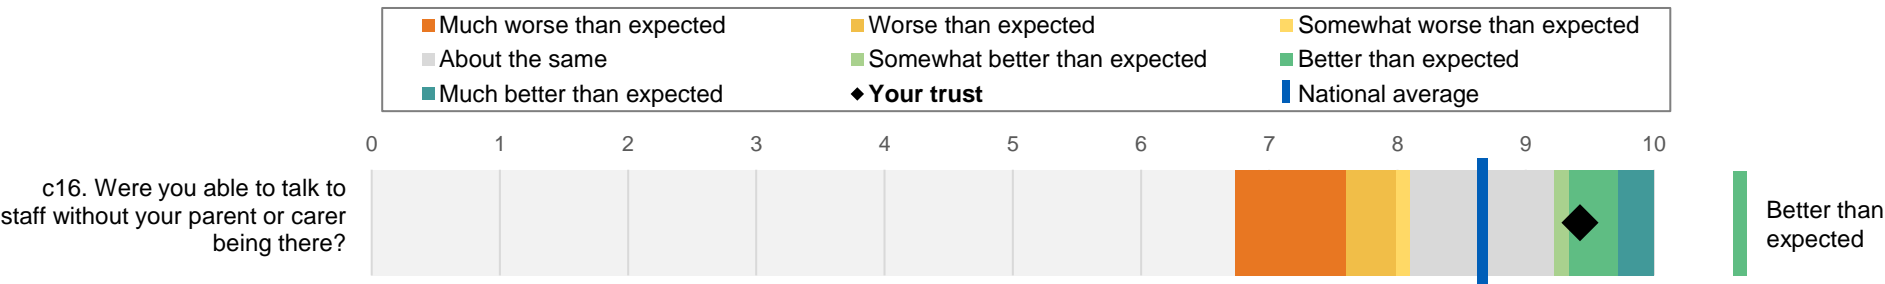 Much worse than expected
Worse than expected
Somewhat worse than expected
About the same
Somewhat better than expected
Better than expected
Much better than expected
Your trust
National average
0 1 2 3 4 5 6 7 8 9 10
c16. Were you able to talk to
staff without your parent or carer
being there?
Better than
expected